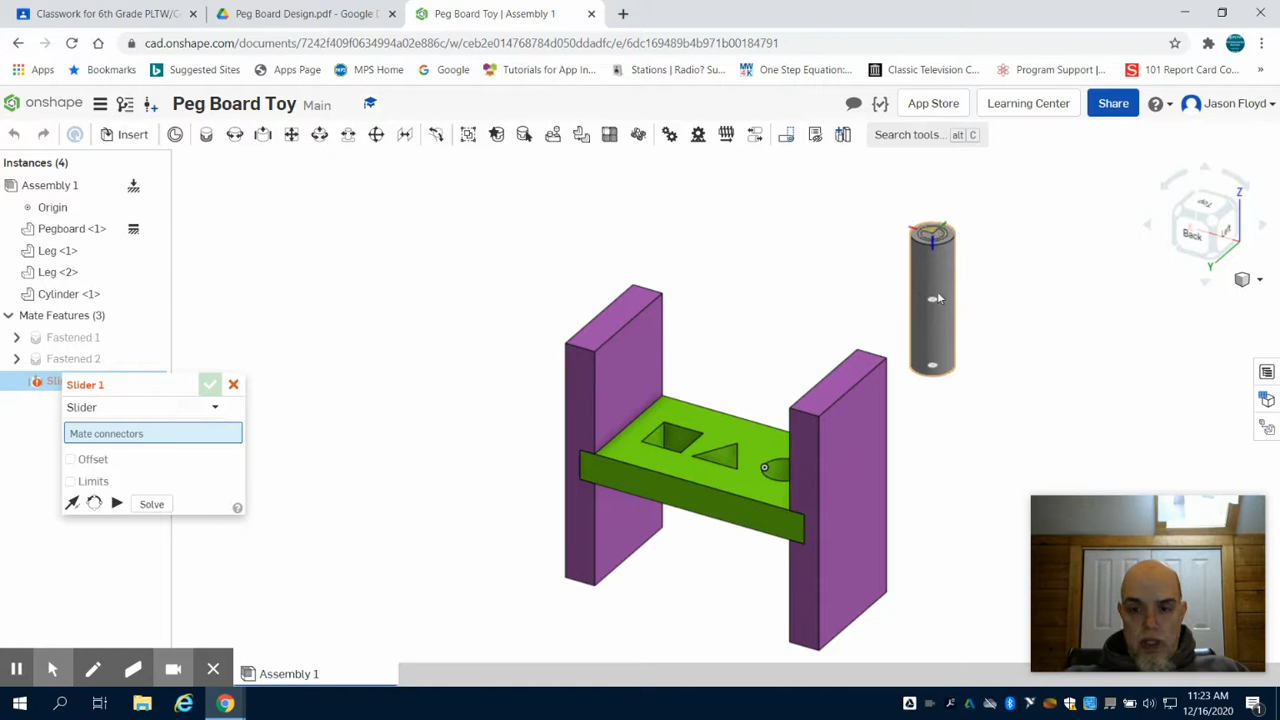 Classwork for 6th Grade PLTW/C
Peg Board Design.pdf - Google D
Peg Board Toy | Assembly 1
cad.onshape.com/documents/7242f409f0634994a02e886c/w/ceb2e014768f4d050ddadfc/e/6dc169489b4b971b00184791
Apps
Bookmarks
Suggested Sites
Apps Page
MPS Home
Google
Tutorials for App In...
Stations | Radio? Su...
One Step Equation:...
Classic Television C...
Program Support |...
101 Report Card Co...
»
onshape
Peg Board Toy
Main
App Store
Learning Center
Share
Jason Floyd
Insert
Search tools... alt C
Instances (4)
Assembly 1
Origin
Pegboard <1>
Leg <1>
Leg <2>
Cylinder <1>
Mate Features (3)
Fastened 1
Fastened 2
Sli
Slider 1
Slider
Mate connectors
Offset
Limits
Solve
Z
Top
Back
Y
Assembly 1
11:23 AM
12/16/2020
1